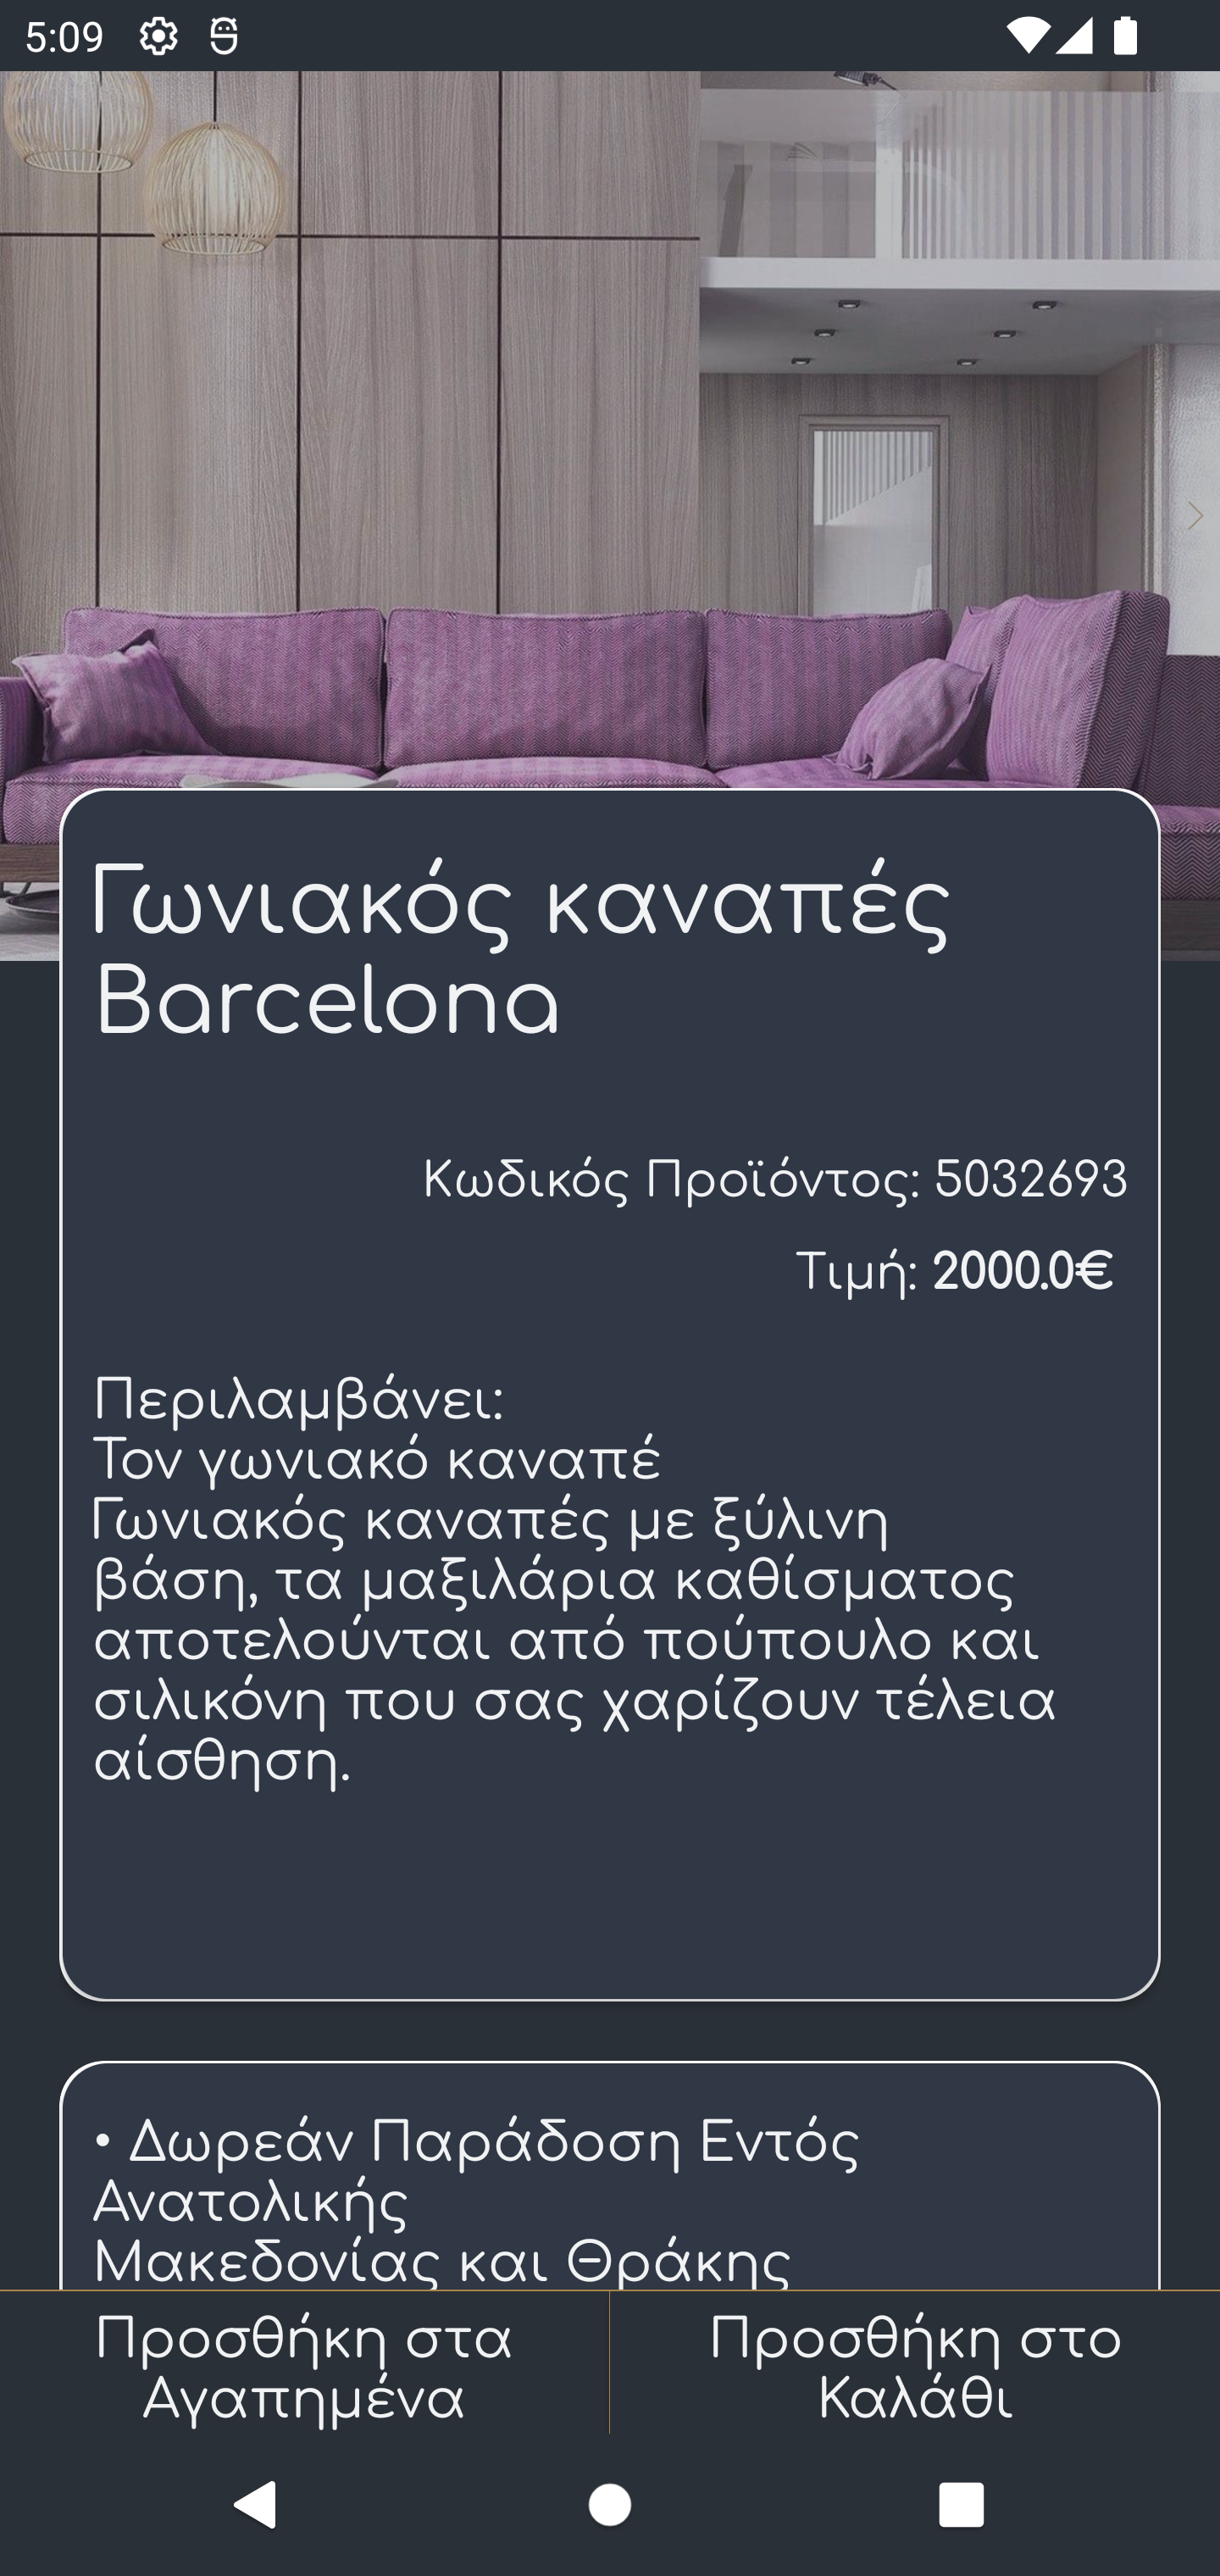 5:09
Γωνιακός καναπές
Barcelona
Κωδικός Προϊόντος: 5032693
Τιμή: 2000.0€
Περιλαμβάνει:
Τον γωνιακό καναπέ
Γωνιακός καναπές με ξύλινη
βάση, τα μαξιλάρια καθίσματος
αποτελούνται από πούπουλο και
σιλικόνη που σας χαρίζουν τέλεια
αίσθηση.
• Δωρεάν Παράδοση Εντός
Ανατολικής
Μακεδονίας και Θράκης
Προσθήκη στα
Αγαπημένα
Προσθήκη στο
Καλάθι